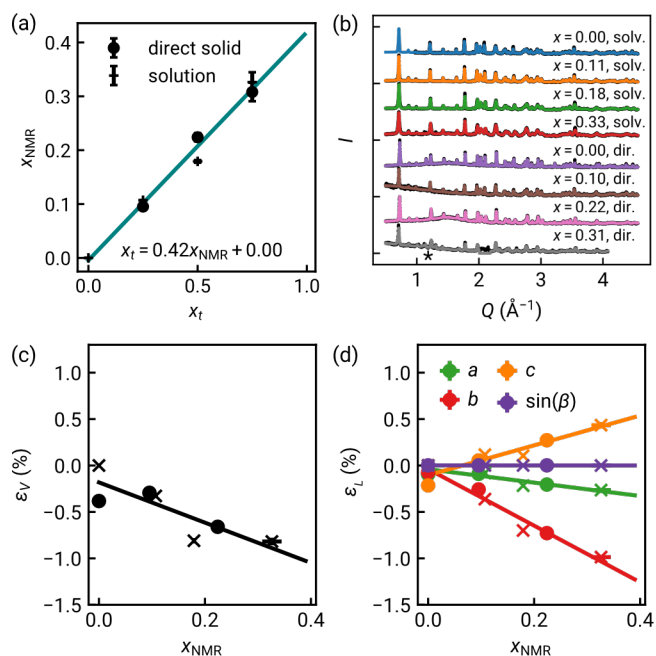 (a)
0.4
0.3
0.2
0.1
0.0
x_NMR
direct solid
solution
x_t = 0.42x_NMR + 0.00
0.0
0.5
1.0
x_t
(b)
I
x = 0.00, solv.
x = 0.11, solv.
x = 0.18, solv.
x = 0.33, solv.
x = 0.00, dir.
x = 0.10, dir.
x = 0.22, dir.
x = 0.31, dir.
*
1
2
3
4
Q (Å⁻¹)
(c)
1.0
0.5
0.0
−0.5
−1.0
−1.5
ε_V (%)
0.0
0.2
0.4
x_NMR
(d)
1.0
0.5
0.0
−0.5
−1.0
−1.5
ε_L (%)
a
c
b
sin(β)
0.0
0.2
0.4
x_NMR